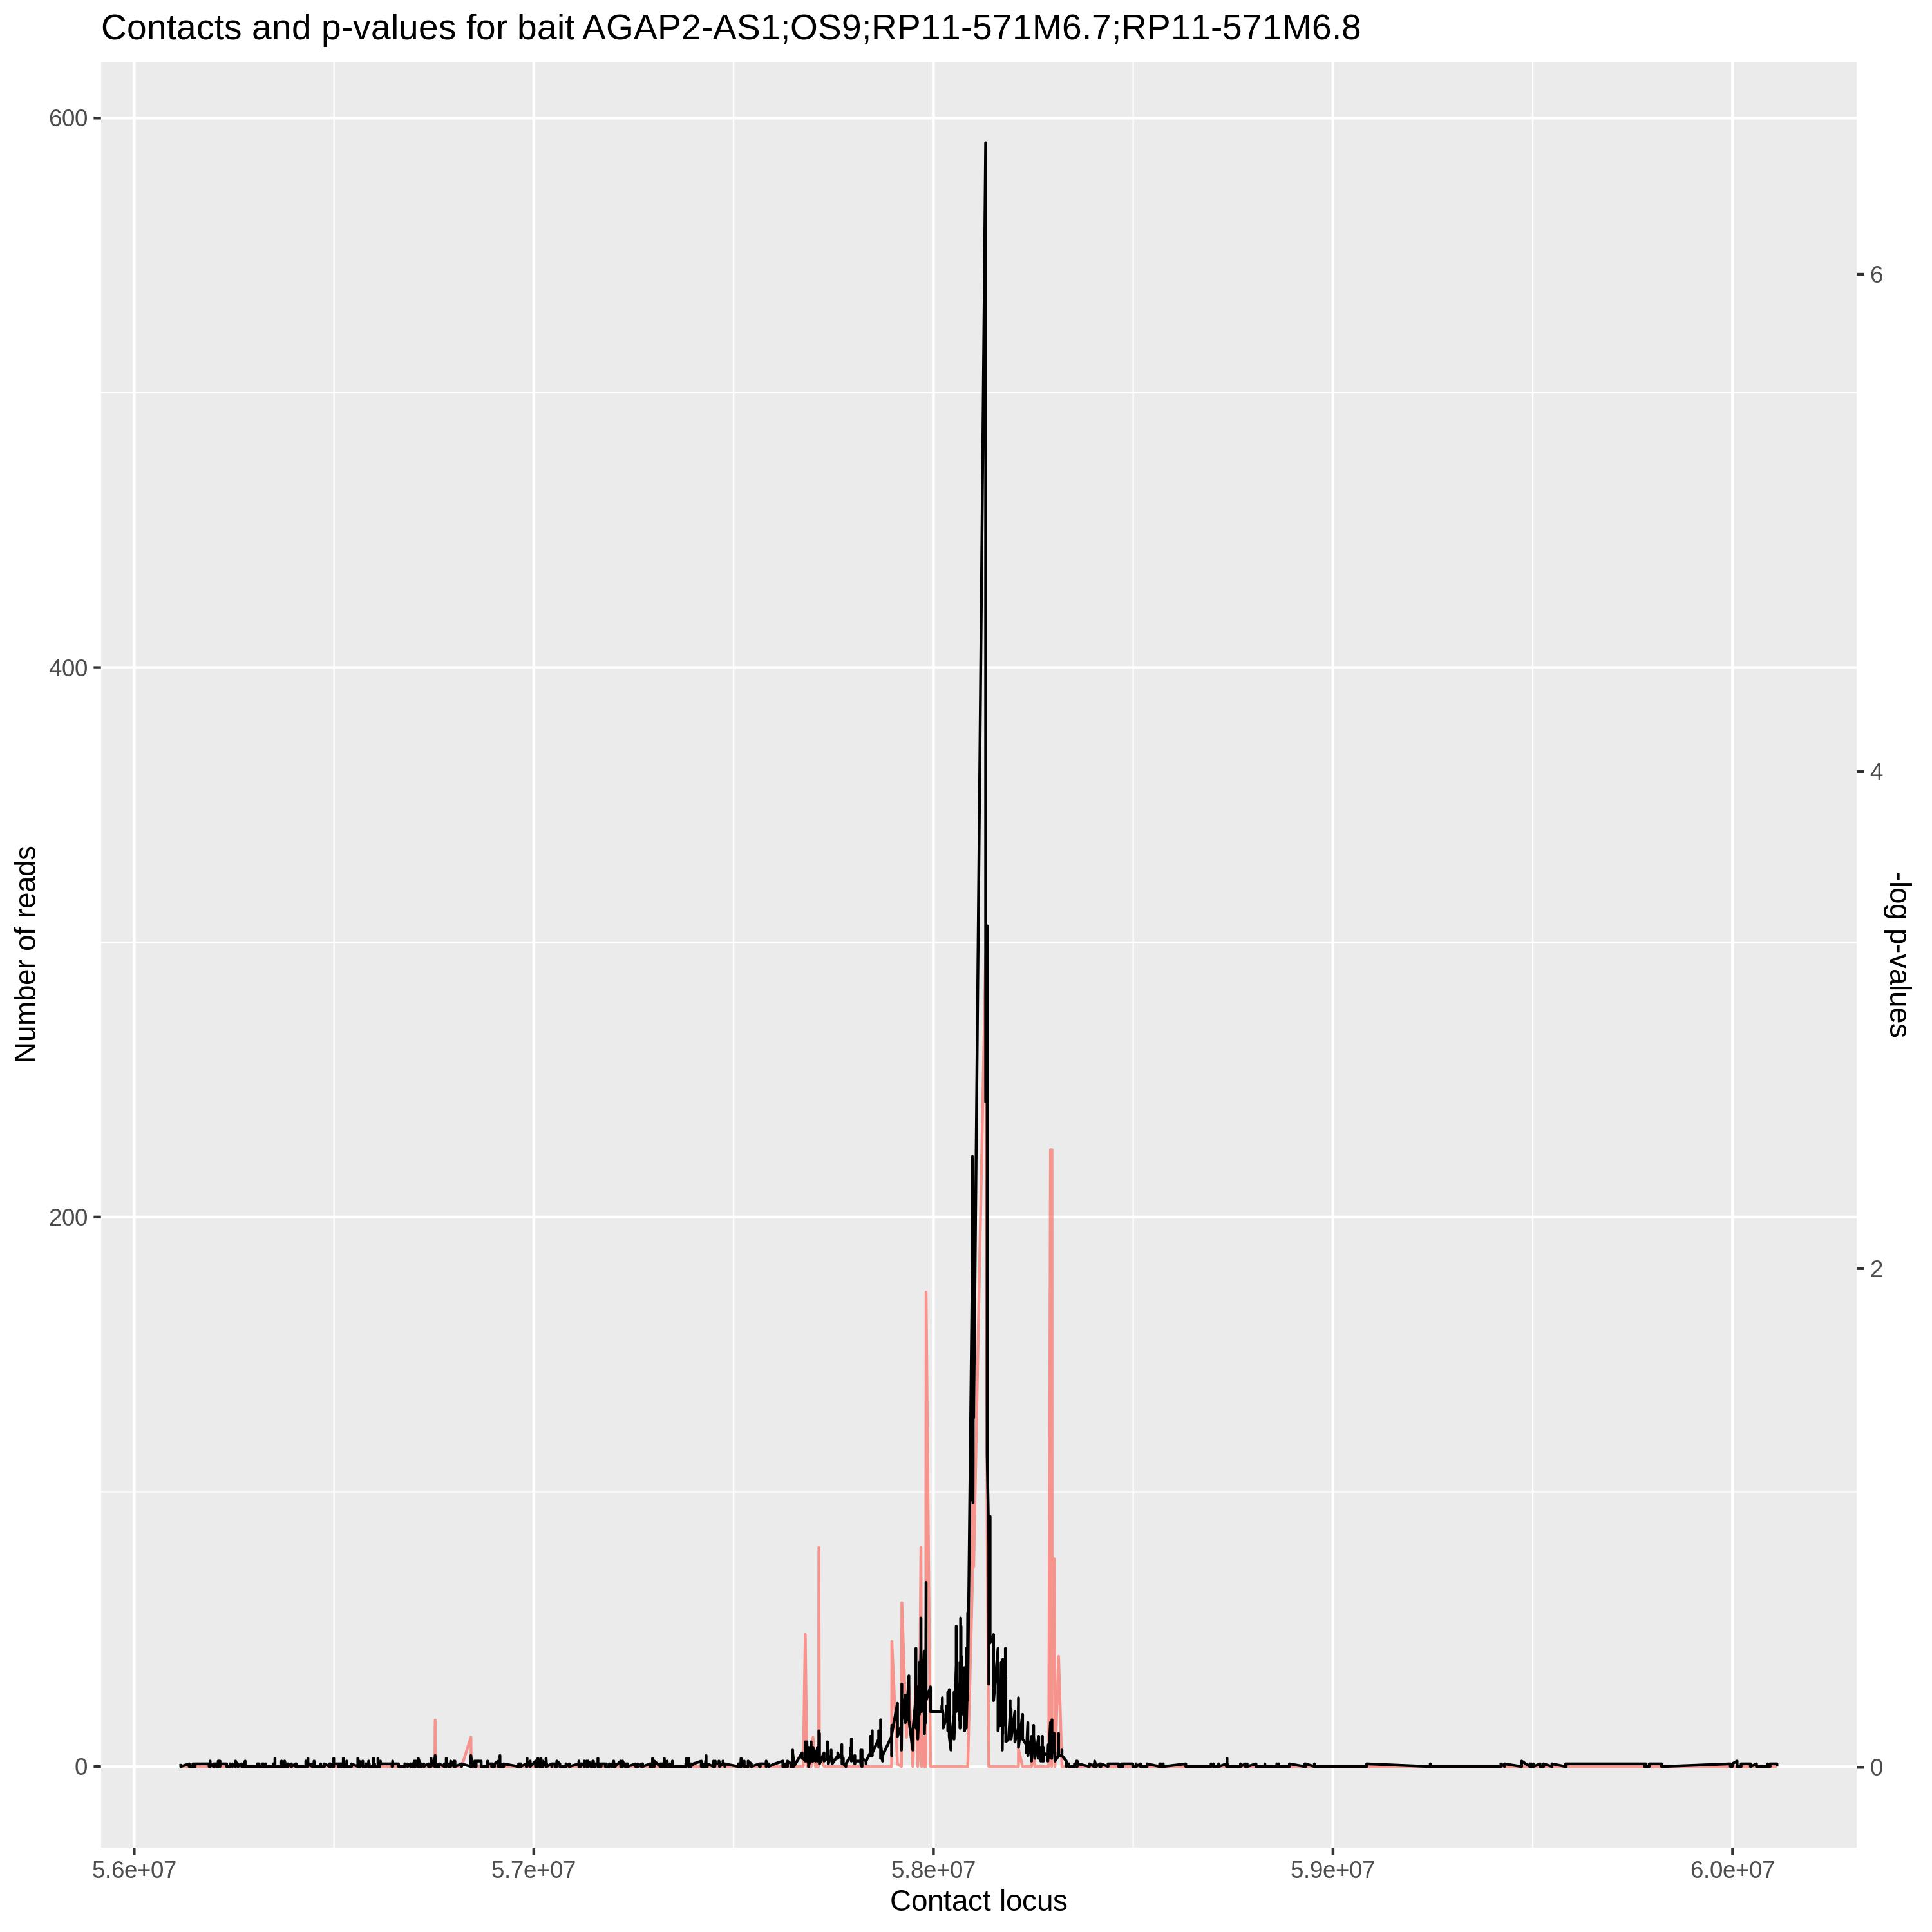 Contacts and p-values for bait AGAP2-AS1;OS9;RP11-571M6.7;RP11-571M6.8
600
400
200
0
Number of reads
6
4
2
0
-log p-values
5.6e+07
5.7e+07
5.8e+07
5.9e+07
6.0e+07
Contact locus